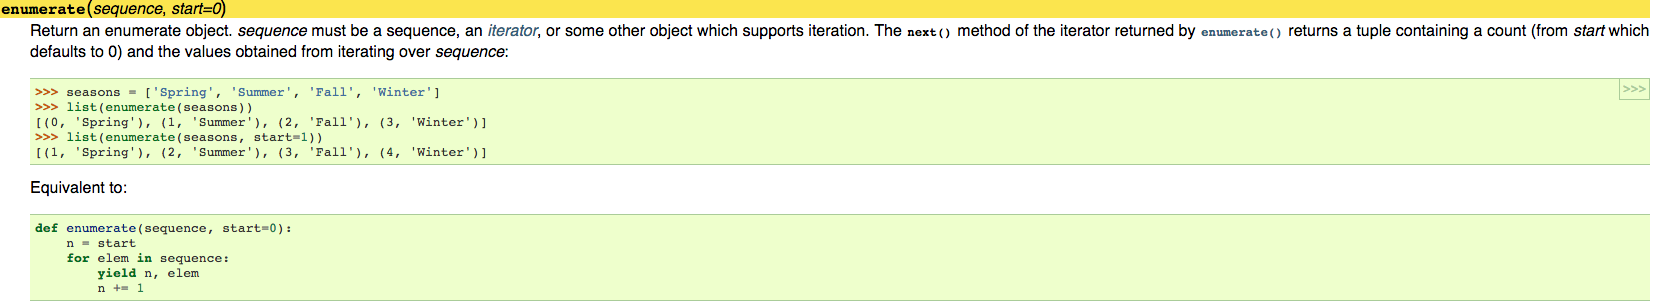 enumerate(sequence, start=0)
Return an enumerate object. sequence must be a sequence, an iterator, or some other object which supports iteration. The next() method of the iterator returned by enumerate() returns a tuple containing a count (from start which
defaults to 0) and the values obtained from iterating over sequence:
>>> seasons = ['Spring', 'Summer', 'Fall', 'Winter'] >>>
>>> list(enumerate(seasons))
[(0, 'Spring'), (1, 'Summer'), (2, 'Fall'), (3, 'Winter')]
>>> list(enumerate(seasons, start=1))
[(1, 'Spring'), (2, 'Summer'), (3, 'Fall'), (4, 'Winter')]
Equivalent to:
def enumerate(sequence, start=0):
    n = start
    for elem in sequence:
        yield n, elem
        n += 1